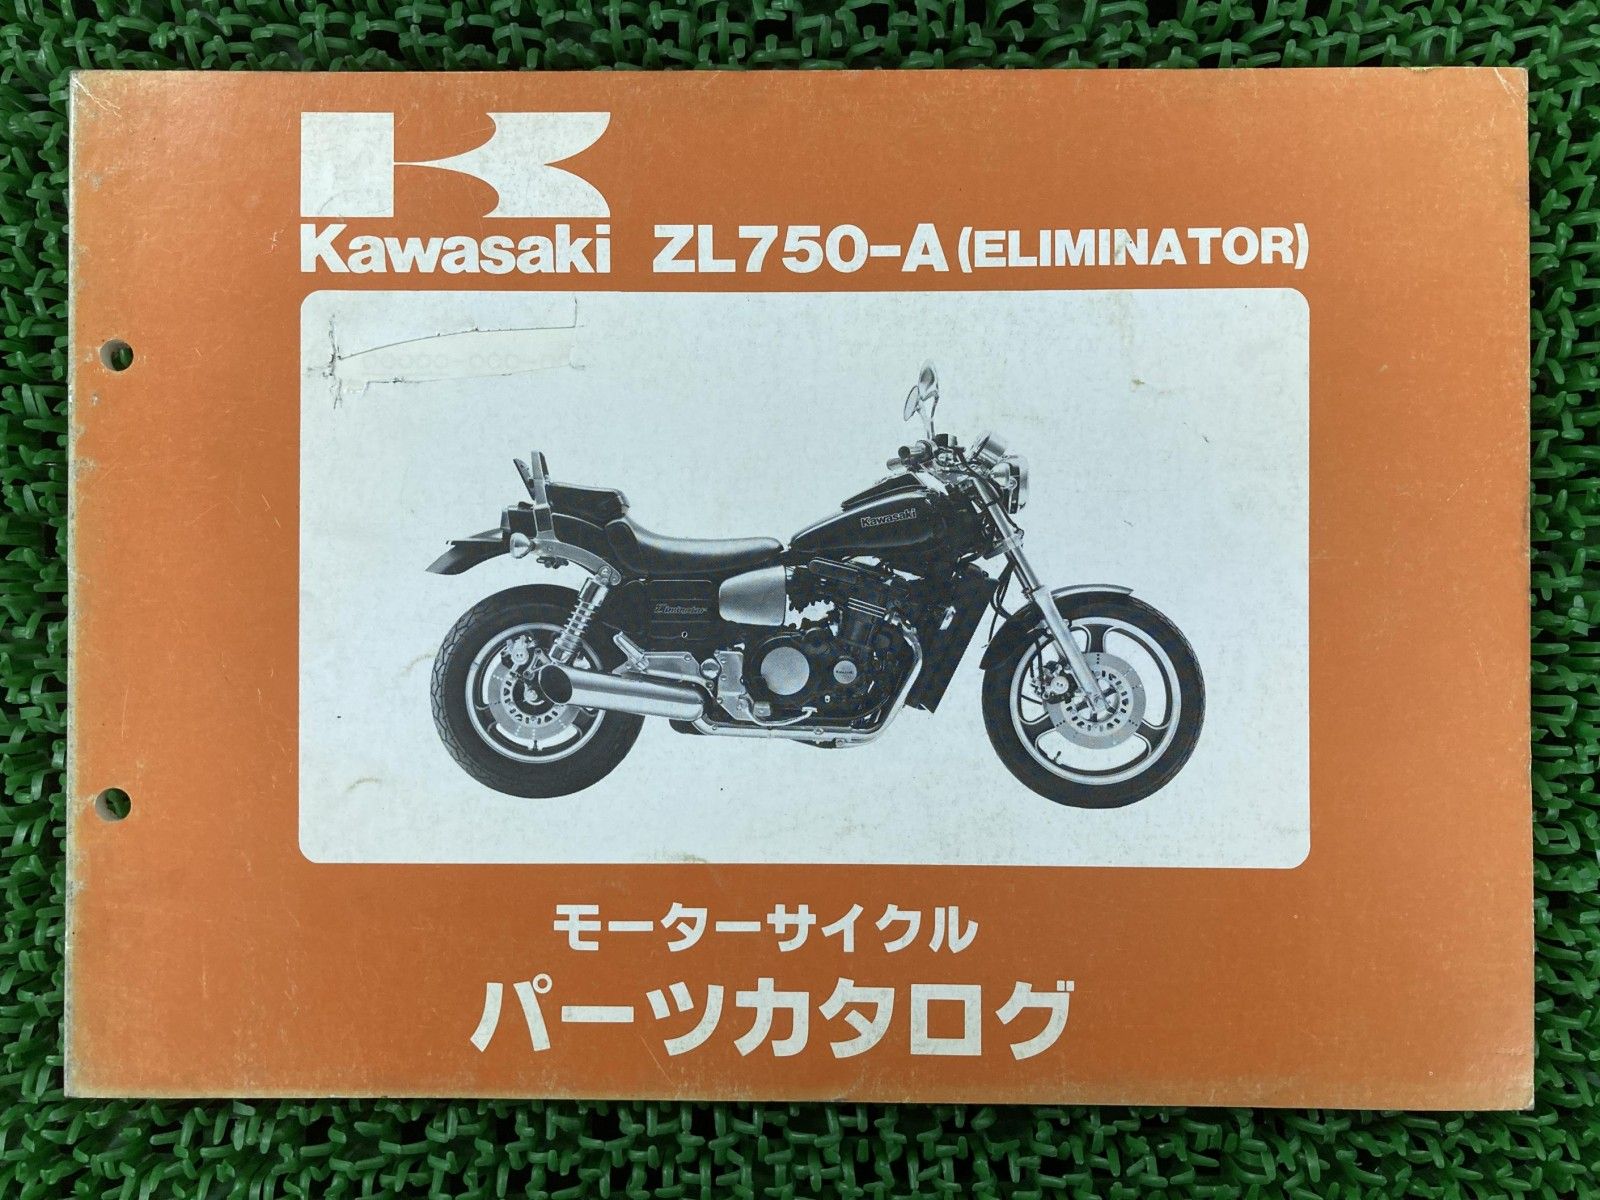 Kawasaki ZL750-A (ELIMINATOR)
Kawasaki
Eliminator
モーターサイクル
パーツカタログ